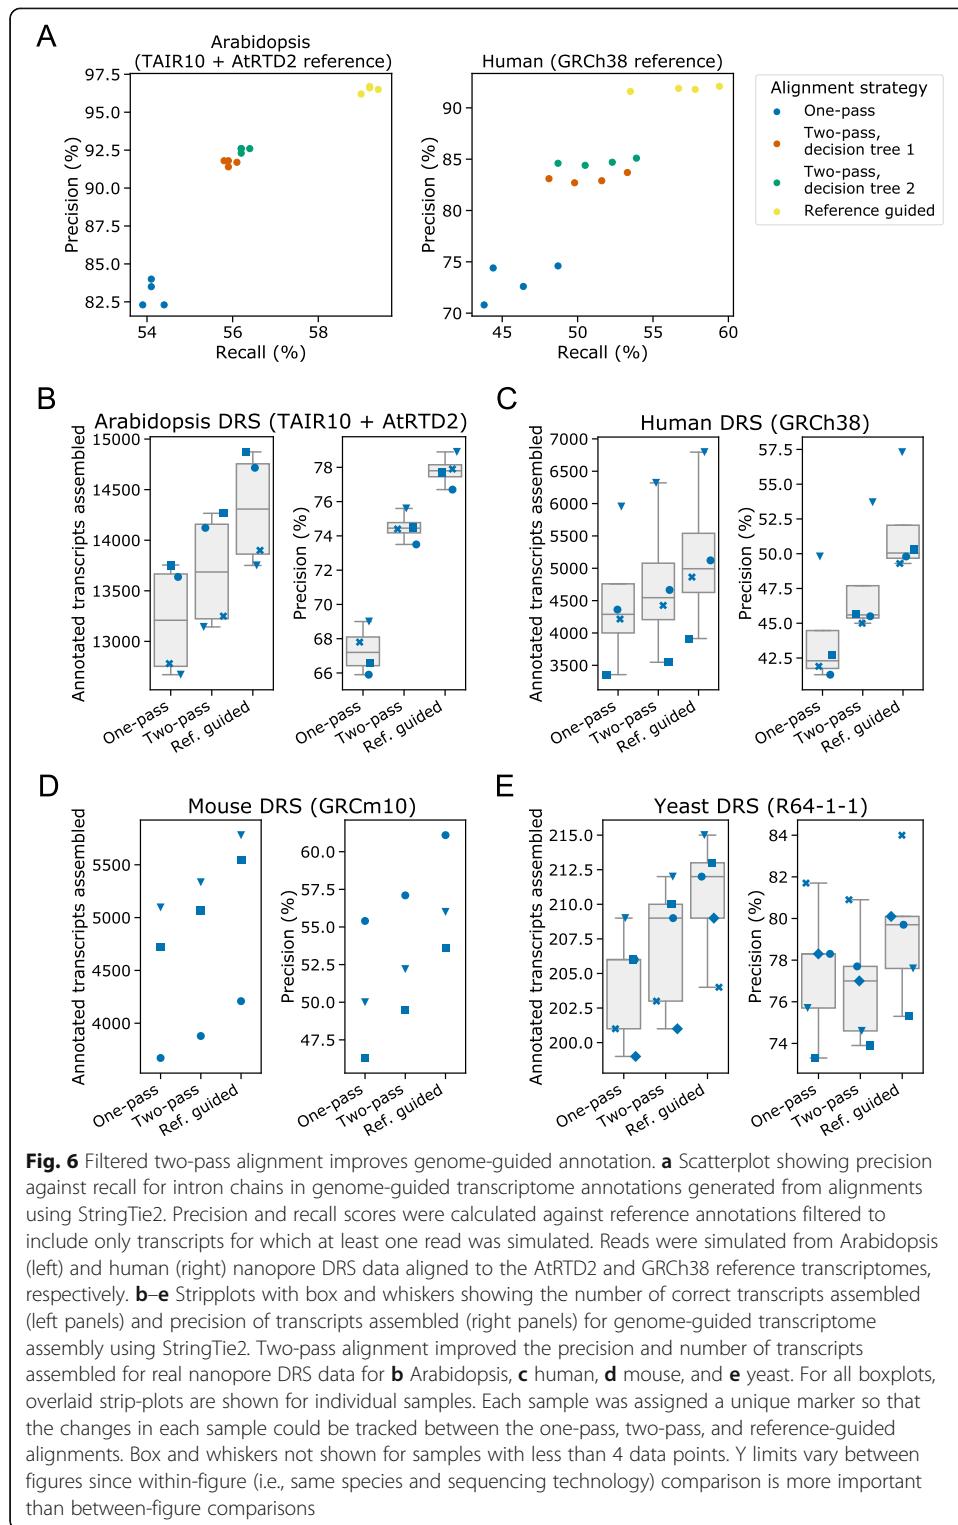 A
Arabidopsis
(TAIR10 + AtRTD2 reference)
Human (GRCh38 reference)
97.5
95.0
92.5
90.0
87.5
85.0
82.5
Precision (%)
54
56
58
Recall (%)
90
85
80
75
70
Precision (%)
45
50
55
60
Recall (%)
Alignment strategy
One-pass
Two-pass,
decision tree 1
Two-pass,
decision tree 2
Reference guided
B
Arabidopsis DRS (TAIR10 + AtRTD2)
Annotated transcripts assembled
15000
14500
14000
13500
13000
One-pass
Two-pass
Ref. guided
Precision (%)
78
76
74
72
70
68
66
One-pass
Two-pass
Ref. guided
C
Human DRS (GRCh38)
Annotated transcripts assembled
7000
6500
6000
5500
5000
4500
4000
3500
One-pass
Two-pass
Ref. guided
Precision (%)
57.5
55.0
52.5
50.0
47.5
45.0
42.5
One-pass
Two-pass
Ref. guided
D
Mouse DRS (GRCm10)
Annotated transcripts assembled
5500
5000
4500
4000
One-pass
Two-pass
Ref. guided
Precision (%)
60.0
57.5
55.0
52.5
50.0
47.5
One-pass
Two-pass
Ref. guided
E
Yeast DRS (R64-1-1)
Annotated transcripts assembled
215.0
212.5
210.0
207.5
205.0
202.5
200.0
One-pass
Two-pass
Ref. guided
Precision (%)
84
82
80
78
76
74
One-pass
Two-pass
Ref. guided
Fig. 6 Filtered two-pass alignment improves genome-guided annotation. a Scatterplot showing precision
against recall for intron chains in genome-guided transcriptome annotations generated from alignments
using StringTie2. Precision and recall scores were calculated against reference annotations filtered to
include only transcripts for which at least one read was simulated. Reads were simulated from Arabidopsis
(left) and human (right) nanopore DRS data aligned to the AtRTD2 and GRCh38 reference transcriptomes,
respectively. b–e Stripplots with box and whiskers showing the number of correct transcripts assembled
(left panels) and precision of transcripts assembled (right panels) for genome-guided transcriptome
assembly using StringTie2. Two-pass alignment improved the precision and number of transcripts
assembled for real nanopore DRS data for b Arabidopsis, c human, d mouse, and e yeast. For all boxplots,
overlaid strip-plots are shown for individual samples. Each sample was assigned a unique marker so that
the changes in each sample could be tracked between the one-pass, two-pass, and reference-guided
alignments. Box and whiskers not shown for samples with less than 4 data points. Y limits vary between
figures since within-figure (i.e., same species and sequencing technology) comparison is more important
than between-figure comparisons